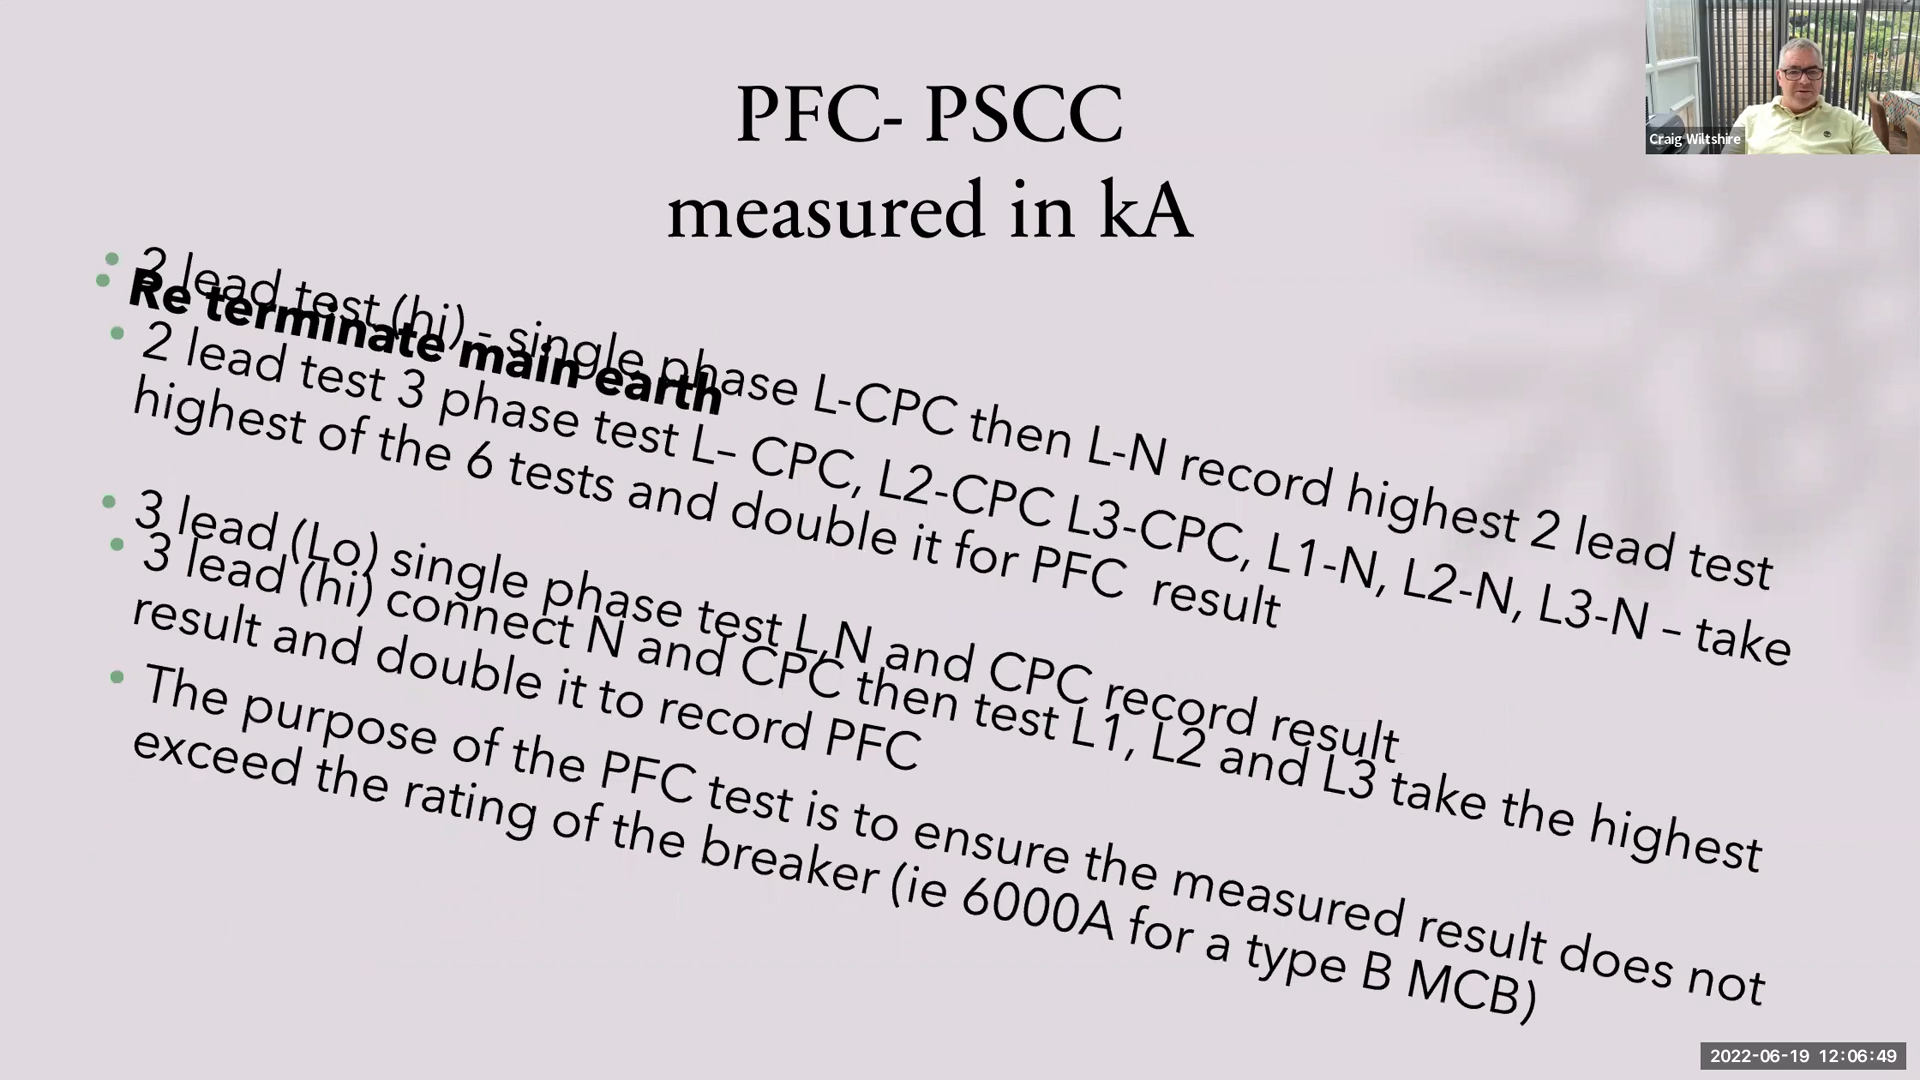 PFC- PSCC
measured in kA
2 lead test (hi) - single phase L-CPC then L-N record highest 2 lead test
Re terminate main earth
2 lead test 3 phase test L– CPC, L2-CPC L3-CPC, L1-N, L2-N, L3-N – take
highest of the 6 tests and double it for PFC result
3 lead (Lo) single phase test L,N and CPC record result
3 lead (hi) connect N and CPC then test L1, L2 and L3 take the highest
result and double it to record PFC
The purpose of the PFC test is to ensure the measured result does not
exceed the rating of the breaker (ie 6000A for a type B MCB)
Craig Wiltshire
2022-06-19 12:06:49